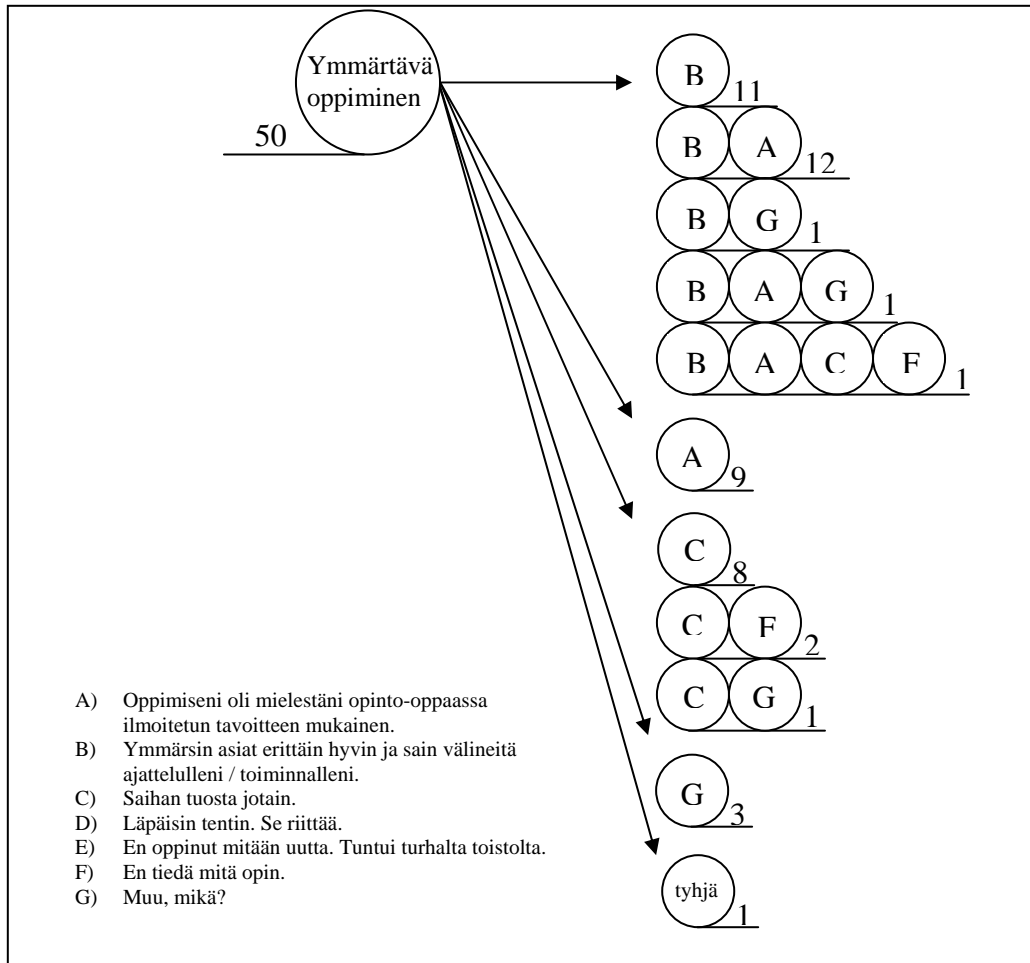 Ymmärtävä
oppiminen
50
B
11
B A
12
B G
1
B A G
1
B A C F
1
A
9
C
8
C F
2
C G
1
G
3
tyhjä
1
A) Oppimiseni oli mielestäni opinto-oppaassa
ilmoitetun tavoitteen mukainen.
B) Ymmärsin asiat erittäin hyvin ja sain välineitä
ajattelulleni / toiminnalleni.
C) Saihan tuosta jotain.
D) Läpäisin tentin. Se riittää.
E) En oppinut mitään uutta. Tuntui turhalta toistolta.
F) En tiedä mitä opin.
G) Muu, mikä?